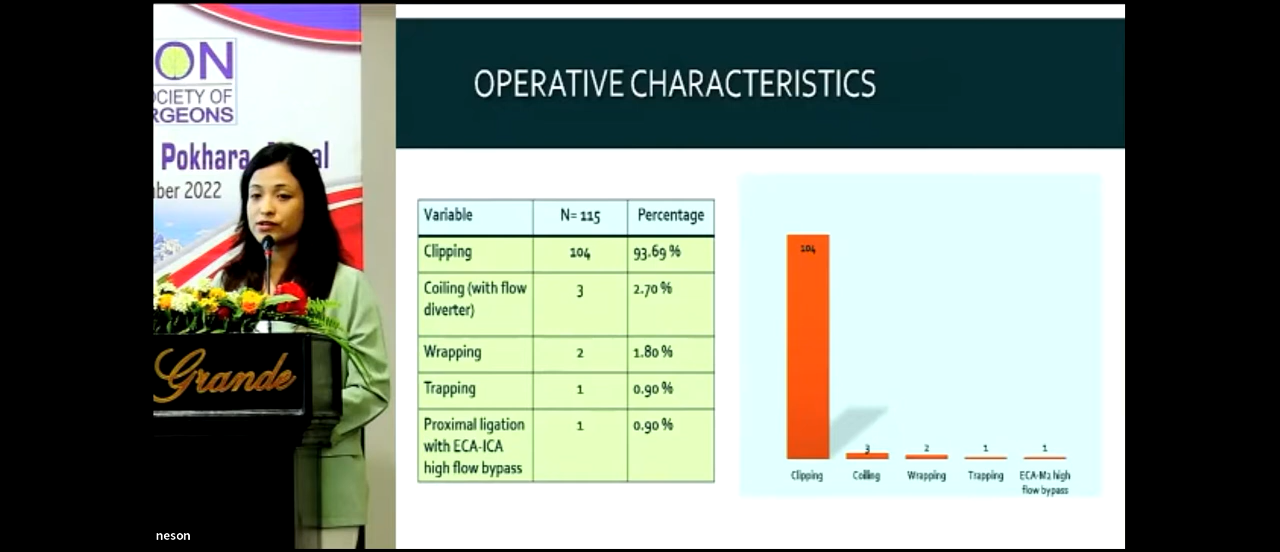 ON
CIETY OF
RGEONS
Pokhara, al
ber 2022
Grande
neson
OPERATIVE CHARACTERISTICS
Variable N= 115 Percentage
Clipping 104 93.69 %
Coiling (with flow
diverter) 3 2.70 %
Wrapping 2 1.80 %
Trapping 1 0.90 %
Proximal ligation
with ECA-ICA
high flow bypass 1 0.90 %
104
3 2 1 1
Clipping Coiling Wrapping Trapping ECA-M2 high
flow bypass